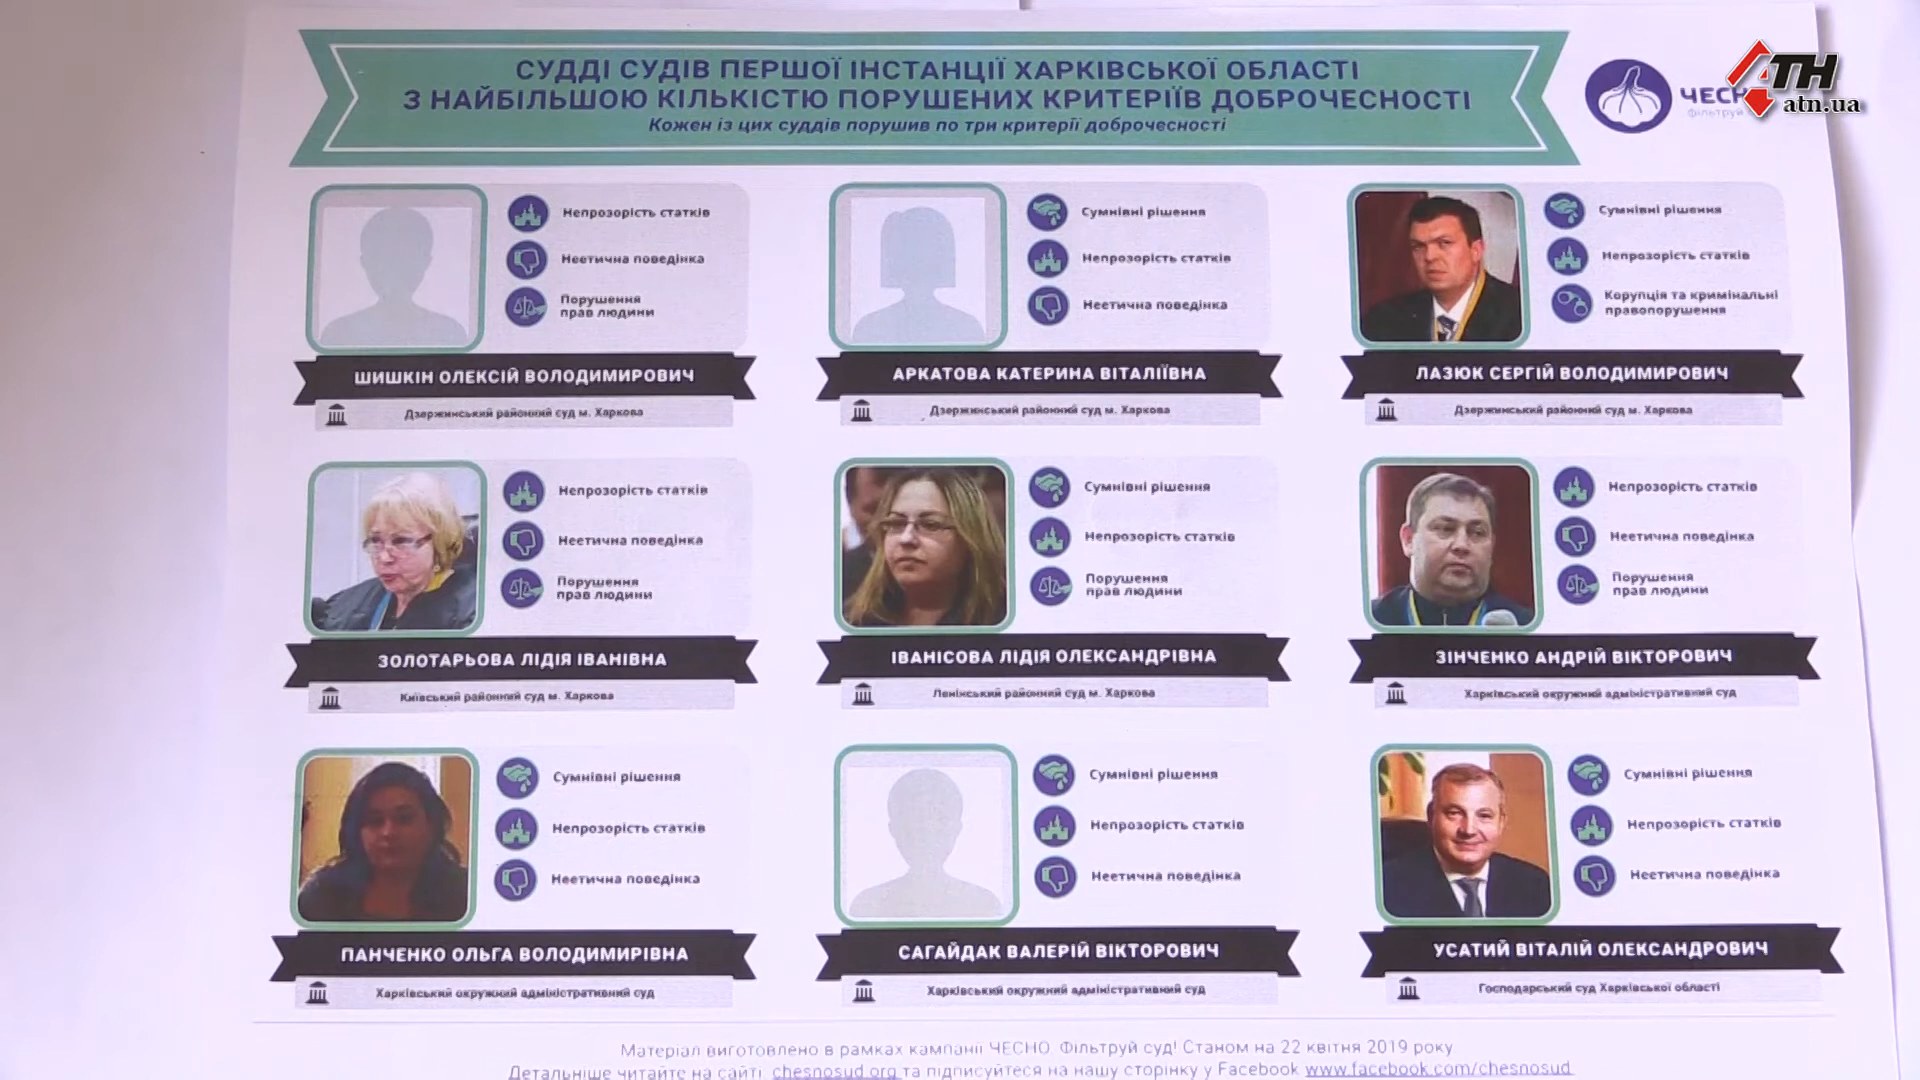 СУДДІ СУДІВ ПЕРШОЇ ІНСТАНЦІЇ ХАРКІВСЬКОЇ ОБЛАСТІ
З НАЙБІЛЬШОЮ КІЛЬКІСТЮ ПОРУШЕНИХ КРИТЕРІЇВ ДОБРОЧЕСНОСТІ
Кожен із цих суддів порушив по три критерії доброчесності
АТН
atn.ua
Непрозорість статків
Неетична поведінка
Порушення
прав людини
ШИШКІН ОЛЕКСІЙ ВОЛОДИМИРОВИЧ
Дзержинський районний суд м. Харкова
Сумнівні рішення
Непрозорість статків
Неетична поведінка
АРКАТОВА КАТЕРИНА ВІТАЛІЇВНА
Дзержинський районний суд м. Харкова
Сумнівні рішення
Непрозорість статків
Корупція та кримінальні
правопорушення
ЛАЗЮК СЕРГІЙ ВОЛОДИМИРОВИЧ
Дзержинський районний суд м. Харкова
Непрозорість статків
Неетична поведінка
Порушення
прав людини
ЗОЛОТАРЬОВА ЛІДІЯ ІВАНІВНА
Київський районний суд м. Харкова
Сумнівні рішення
Непрозорість статків
Порушення
прав людини
ІВАНІСОВА ЛІДІЯ ОЛЕКСАНДРІВНА
Ленінський районний суд м. Харкова
Непрозорість статків
Неетична поведінка
Порушення
прав людини
ЗІНЧЕНКО АНДРІЙ ВІКТОРОВИЧ
Харківський окружний адміністративний суд
Сумнівні рішення
Непрозорість статків
Неетична поведінка
ПАНЧЕНКО ОЛЬГА ВОЛОДИМИРІВНА
Харківський окружний адміністративний суд
Сумнівні рішення
Непрозорість статків
Неетична поведінка
САГАЙДАК ВАЛЕРІЙ ВІКТОРОВИЧ
Харківський окружний адміністративний суд
Сумнівні рішення
Непрозорість статків
Неетична поведінка
УСАТИЙ ВІТАЛІЙ ОЛЕКСАНДРОВИЧ
Господарський суд Харківської області
Матеріал виготовлено в рамках кампанії ЧЕСНО. Фільтруй суд! Станом на 22 квітня 2019 року
Детальніше читайте на сайті chesnosud.org та підписуйтеся на нашу сторінку у Facebook www.facebook.com/chesnosud